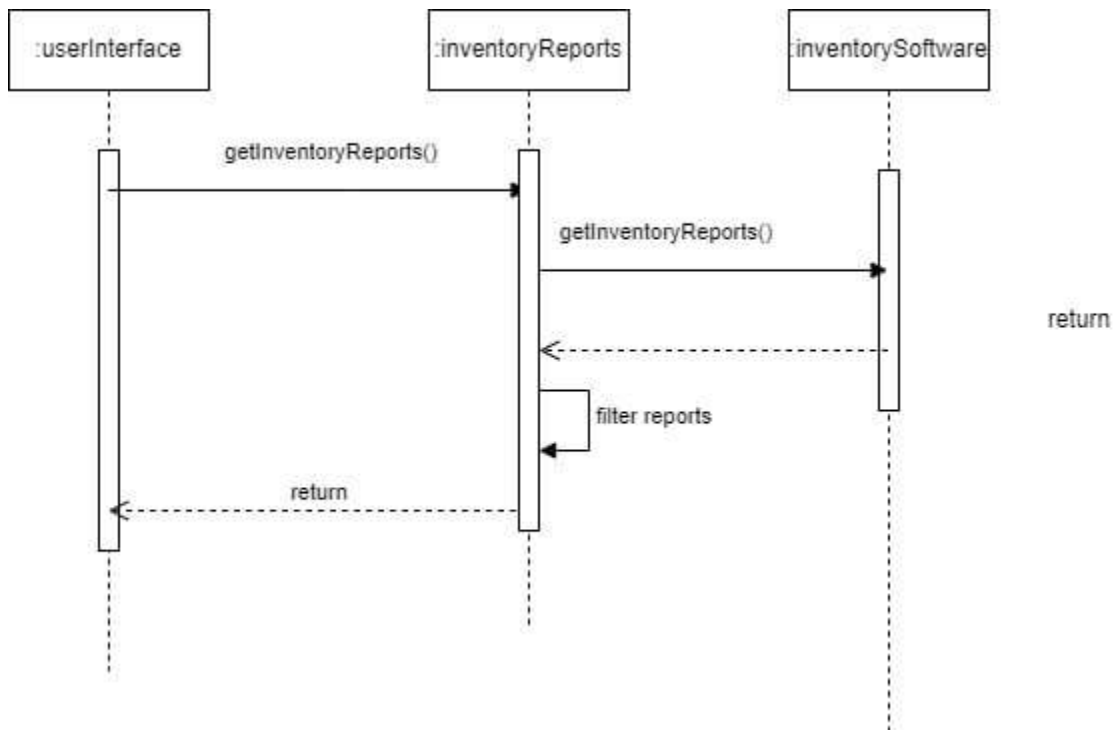 :userInterface
:inventoryReports
:inventorySoftware
getInventoryReports()
getInventoryReports()
return
filter reports
return